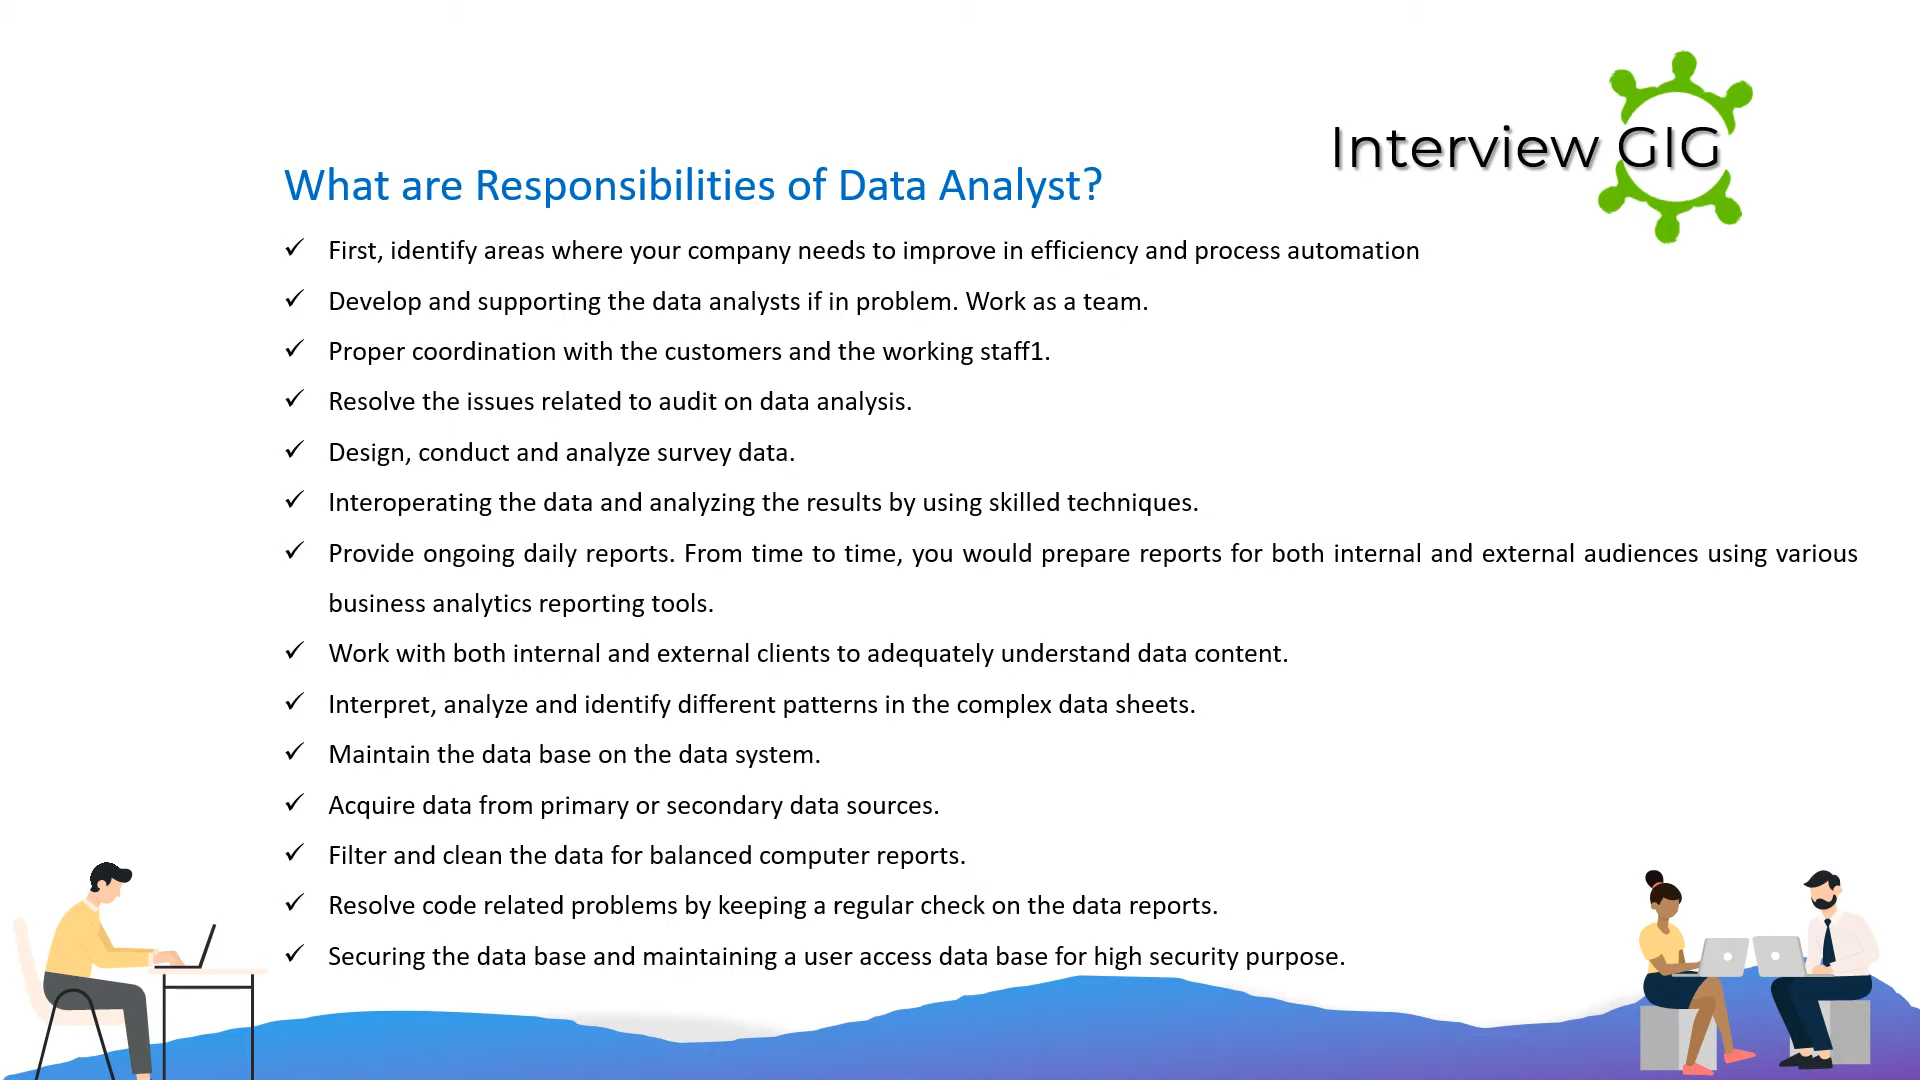 Interview GIG
What are Responsibilities of Data Analyst?
✓ First, identify areas where your company needs to improve in efficiency and process automation
✓ Develop and supporting the data analysts if in problem. Work as a team.
✓ Proper coordination with the customers and the working staff1.
✓ Resolve the issues related to audit on data analysis.
✓ Design, conduct and analyze survey data.
✓ Interoperating the data and analyzing the results by using skilled techniques.
✓ Provide ongoing daily reports. From time to time, you would prepare reports for both internal and external audiences using various
business analytics reporting tools.
✓ Work with both internal and external clients to adequately understand data content.
✓ Interpret, analyze and identify different patterns in the complex data sheets.
✓ Maintain the data base on the data system.
✓ Acquire data from primary or secondary data sources.
✓ Filter and clean the data for balanced computer reports.
✓ Resolve code related problems by keeping a regular check on the data reports.
✓ Securing the data base and maintaining a user access data base for high security purpose.